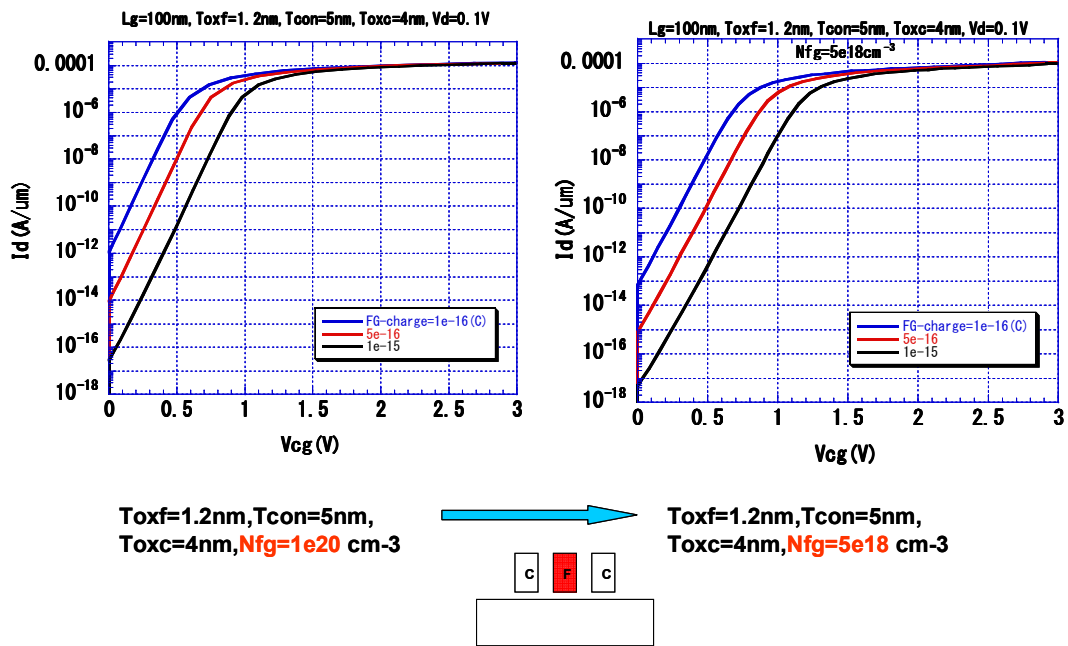 Lg=100nm, Toxf=1.2nm, Tcon=5nm, Toxc=4nm, Vd=0.1V
0.0001
10-6
10-8
10-10
10-12
10-14
10-16
10-18
Id(A/um)
FG-charge=1e-16(C)
5e-16
1e-15
0 0.5 1 1.5 2 2.5 3
Vcg(V)
Lg=100nm, Toxf=1.2nm, Tcon=5nm, Toxc=4nm, Vd=0.1V
Nfg=5e18cm-3
0.0001
10-6
10-8
10-10
10-12
10-14
10-16
10-18
Id(A/um)
FG-charge=1e-16(C)
5e-16
1e-15
0 0.5 1 1.5 2 2.5 3
Vcg(V)
Toxf=1.2nm,Tcon=5nm,
Toxc=4nm,Nfg=1e20 cm-3
Toxf=1.2nm,Tcon=5nm,
Toxc=4nm,Nfg=5e18 cm-3
C F C